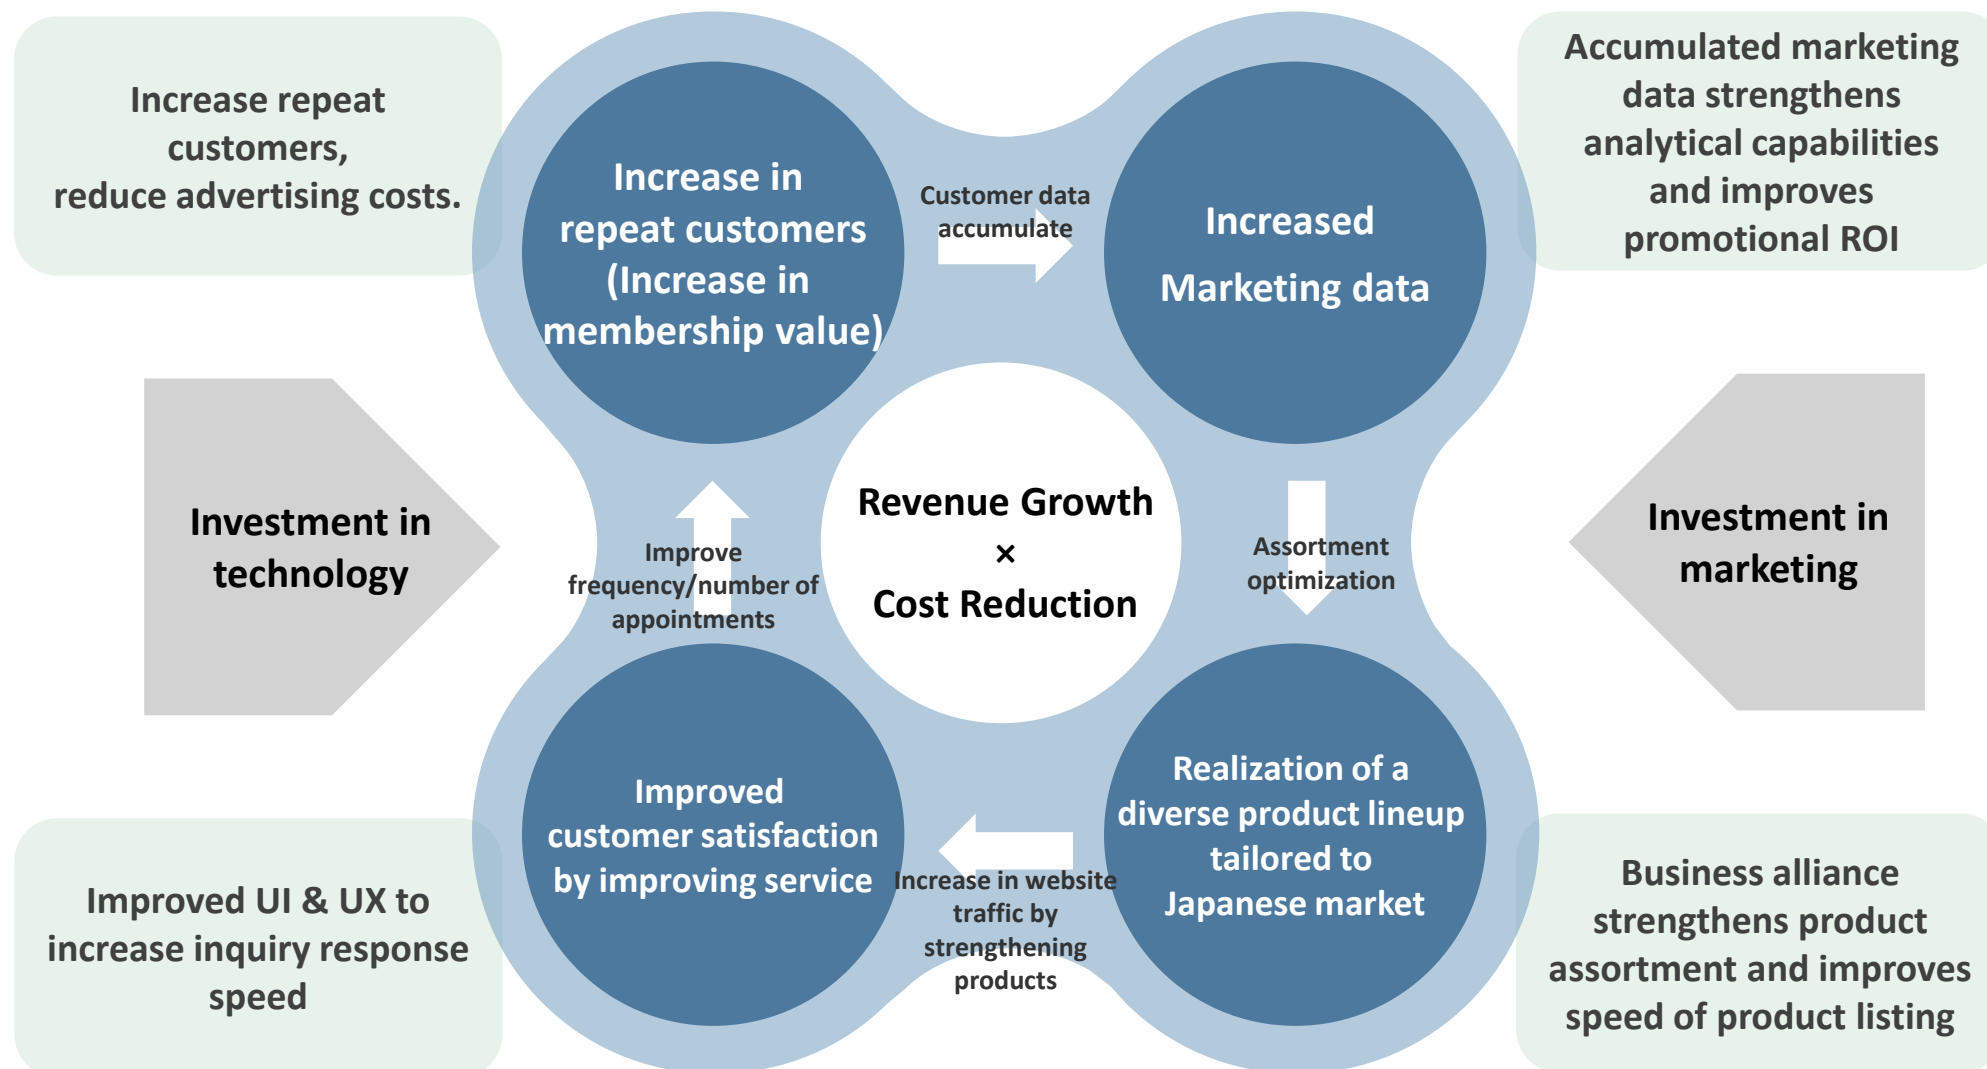 Increase repeat
customers,
reduce advertising costs.
Increase in
repeat customers
(Increase in
membership value)
Customer data
accumulate
Increased
Marketing data
Accumulated marketing
data strengthens
analytical capabilities
and improves
promotional ROI
Investment in
technology
Improve
frequency/number of
appointments
Revenue Growth
×
Cost Reduction
Assortment
optimization
Investment in
marketing
Improved UI & UX to
increase inquiry response
speed
Improved
customer satisfaction
by improving service
Increase in website
traffic by
strengthening
products
Realization of a
diverse product lineup
tailored to
Japanese market
Business alliance
strengthens product
assortment and improves
speed of product listing